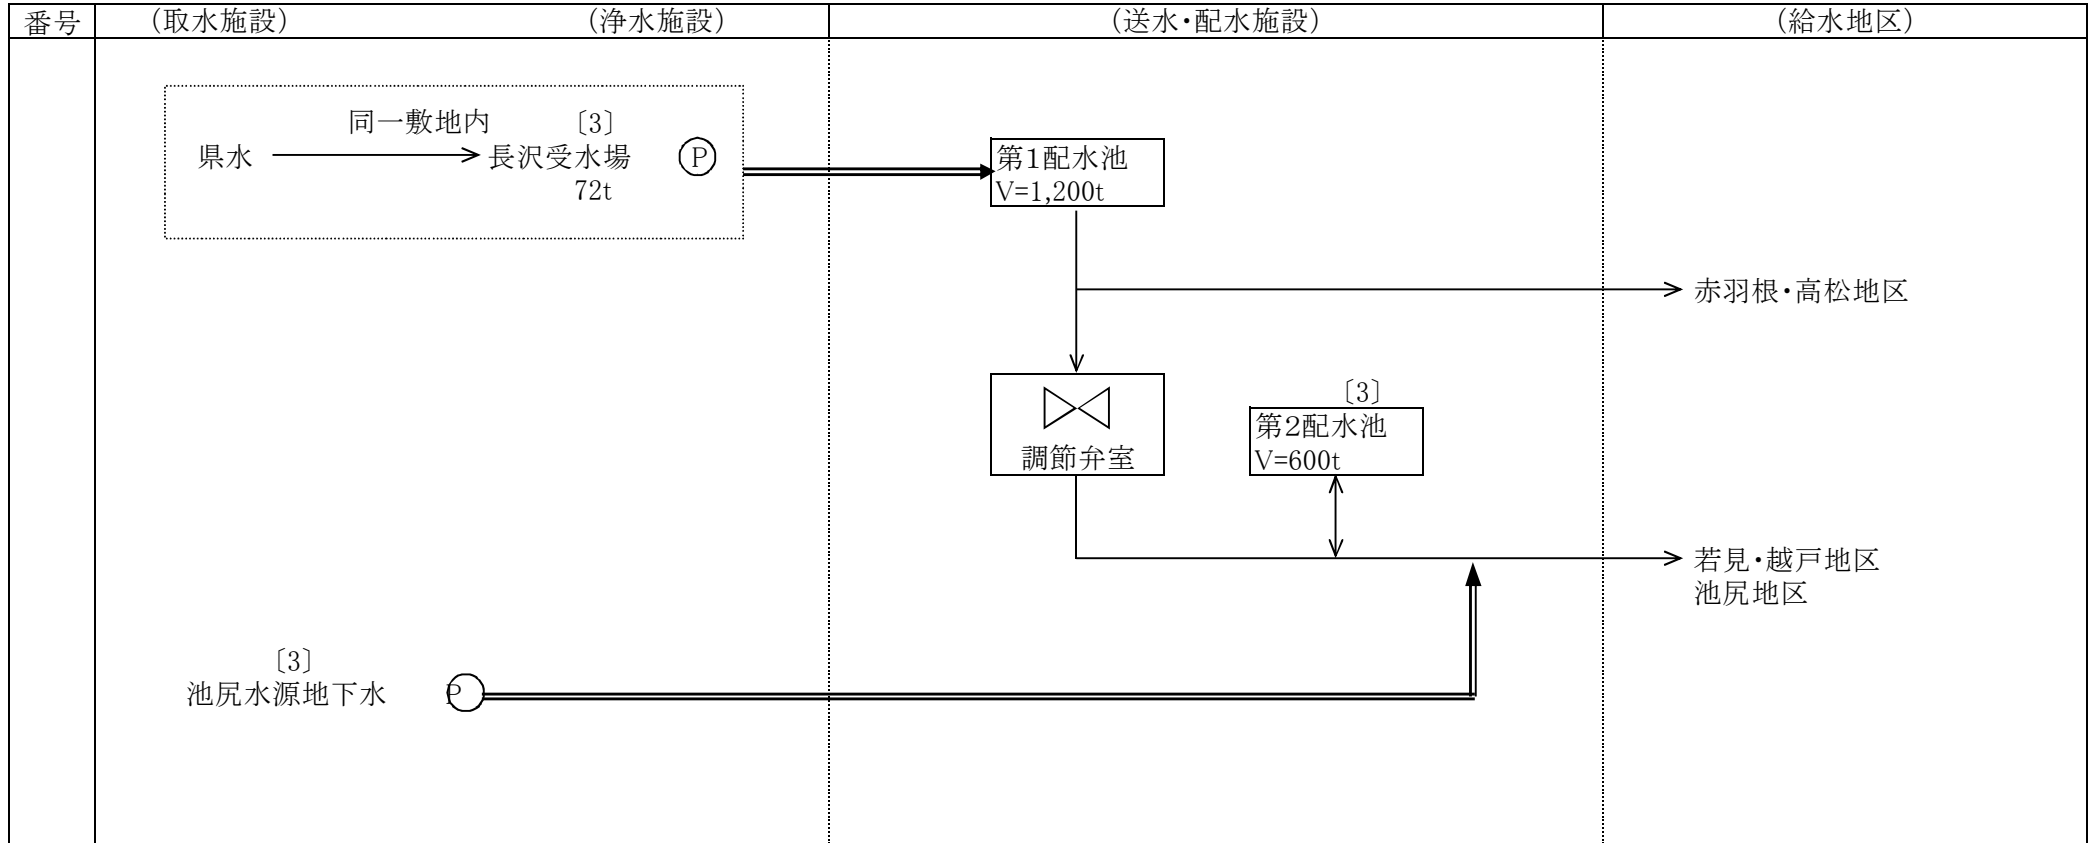 番号
（取水施設）
（浄水施設）
（送水・配水施設）
（給水地区）
同一敷地内
〔3〕
県水
長沢受水場
72t
P
第1配水池
V=1,200t
赤羽根・高松地区
調節弁室
〔3〕
第2配水池
V=600t
若見・越戸地区
池尻地区
〔3〕
池尻水源地下水
P